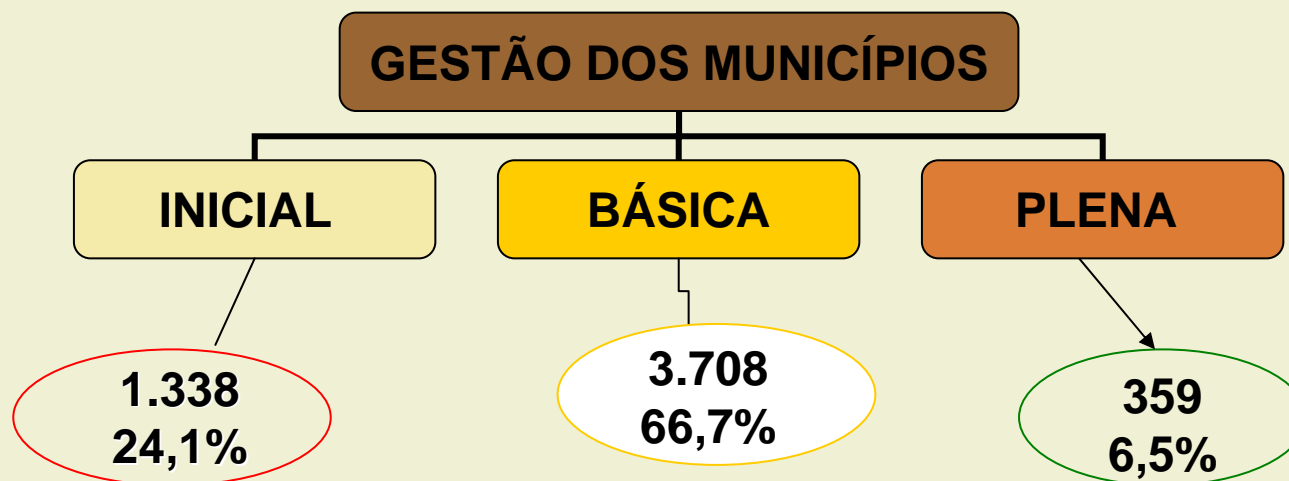 GESTÃO DOS MUNICÍPIOS
INICIAL
BÁSICA
PLENA
1.338
24,1%
3.708
66,7%
359
6,5%